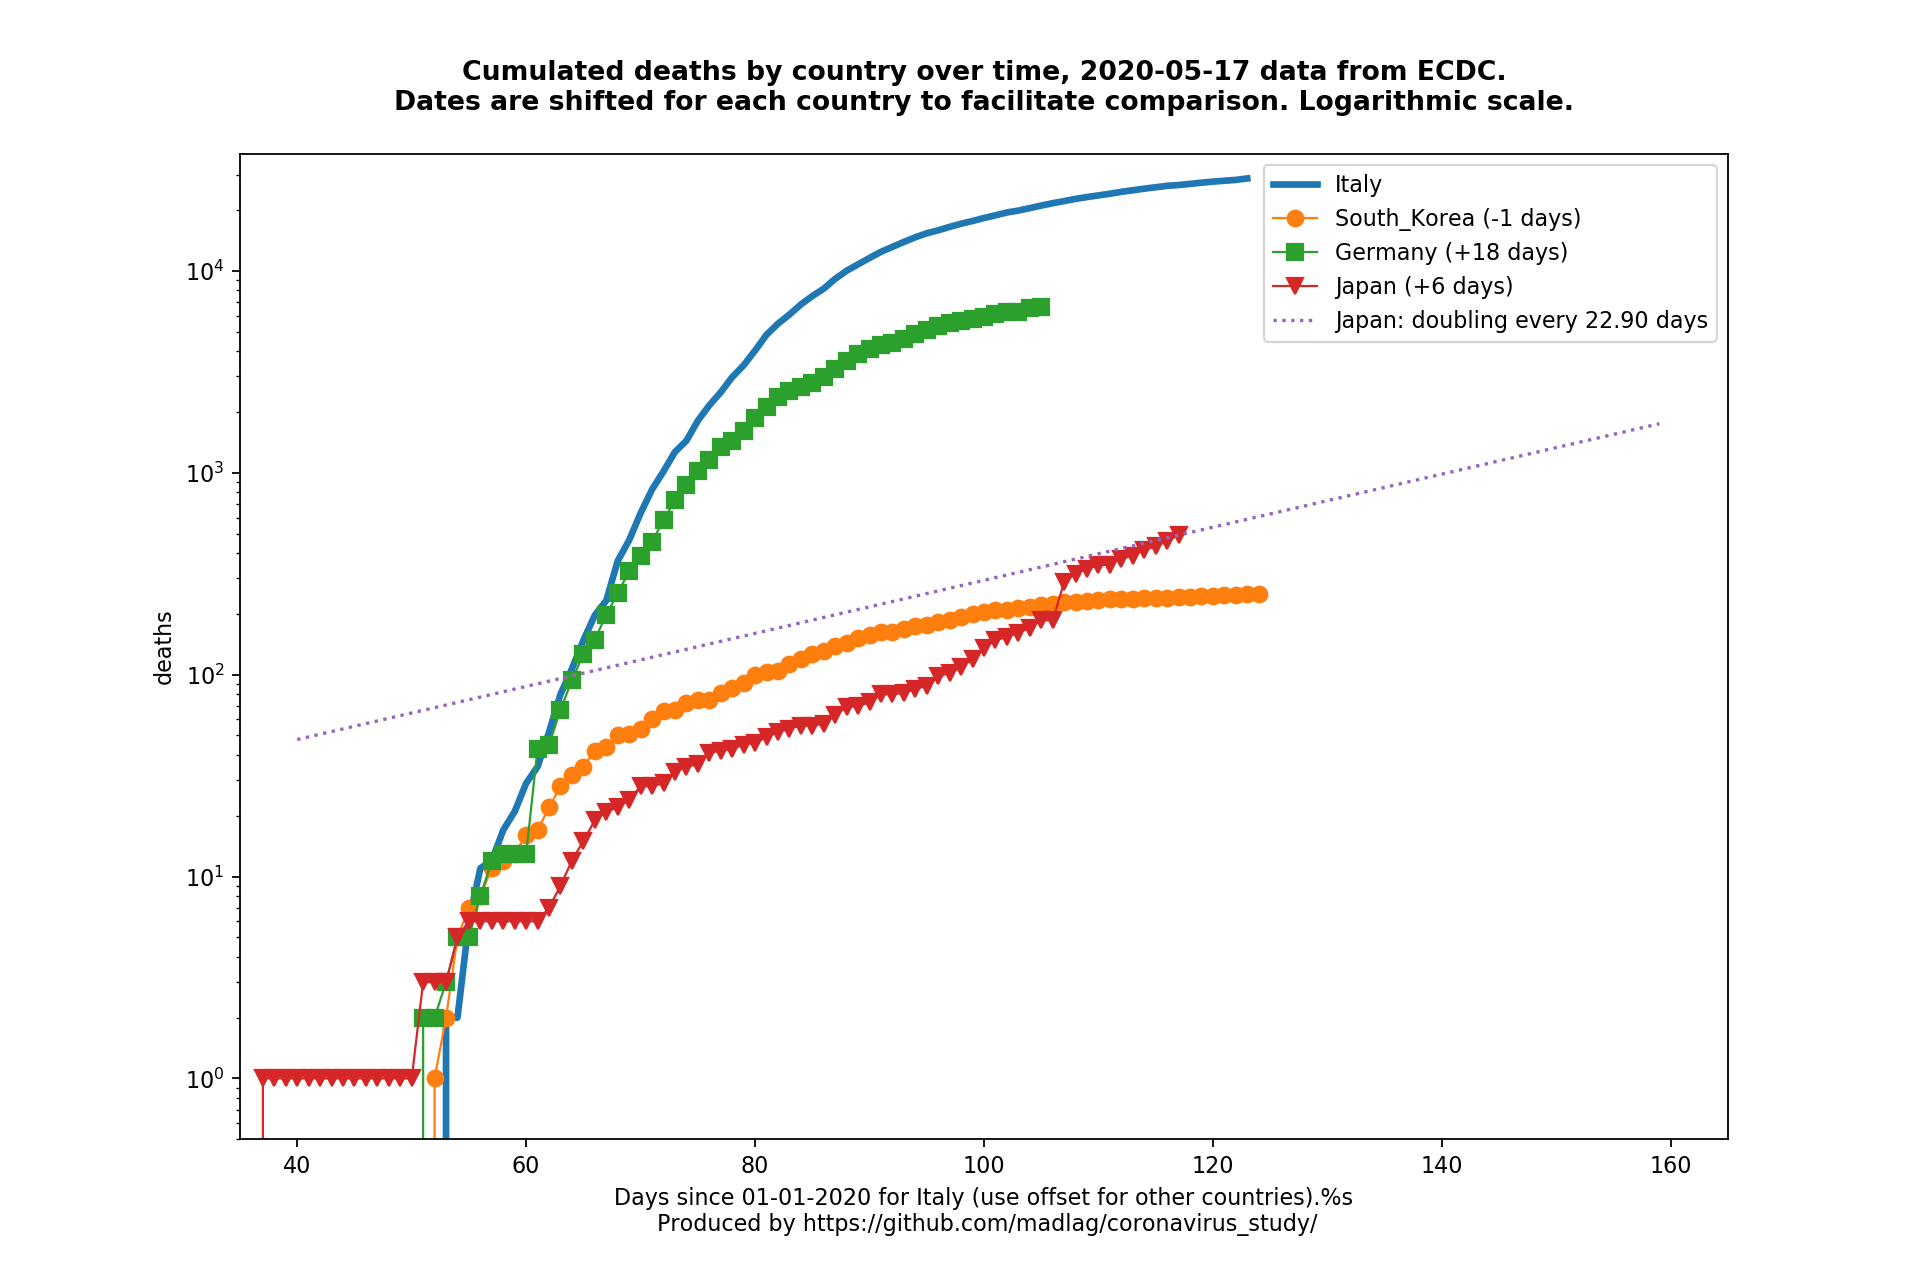 Cumulated deaths by country over time, 2020-05-17 data from ECDC.
Dates are shifted for each country to facilitate comparison. Logarithmic scale.
Italy
South_Korea (-1 days)
Germany (+18 days)
Japan (+6 days)
Japan: doubling every 22.90 days
deaths
10⁴
10³
10²
10¹
10⁰
40 60 80 100 120 140 160
Days since 01-01-2020 for Italy (use offset for other countries).%s
Produced by https://github.com/madlag/coronavirus_study/